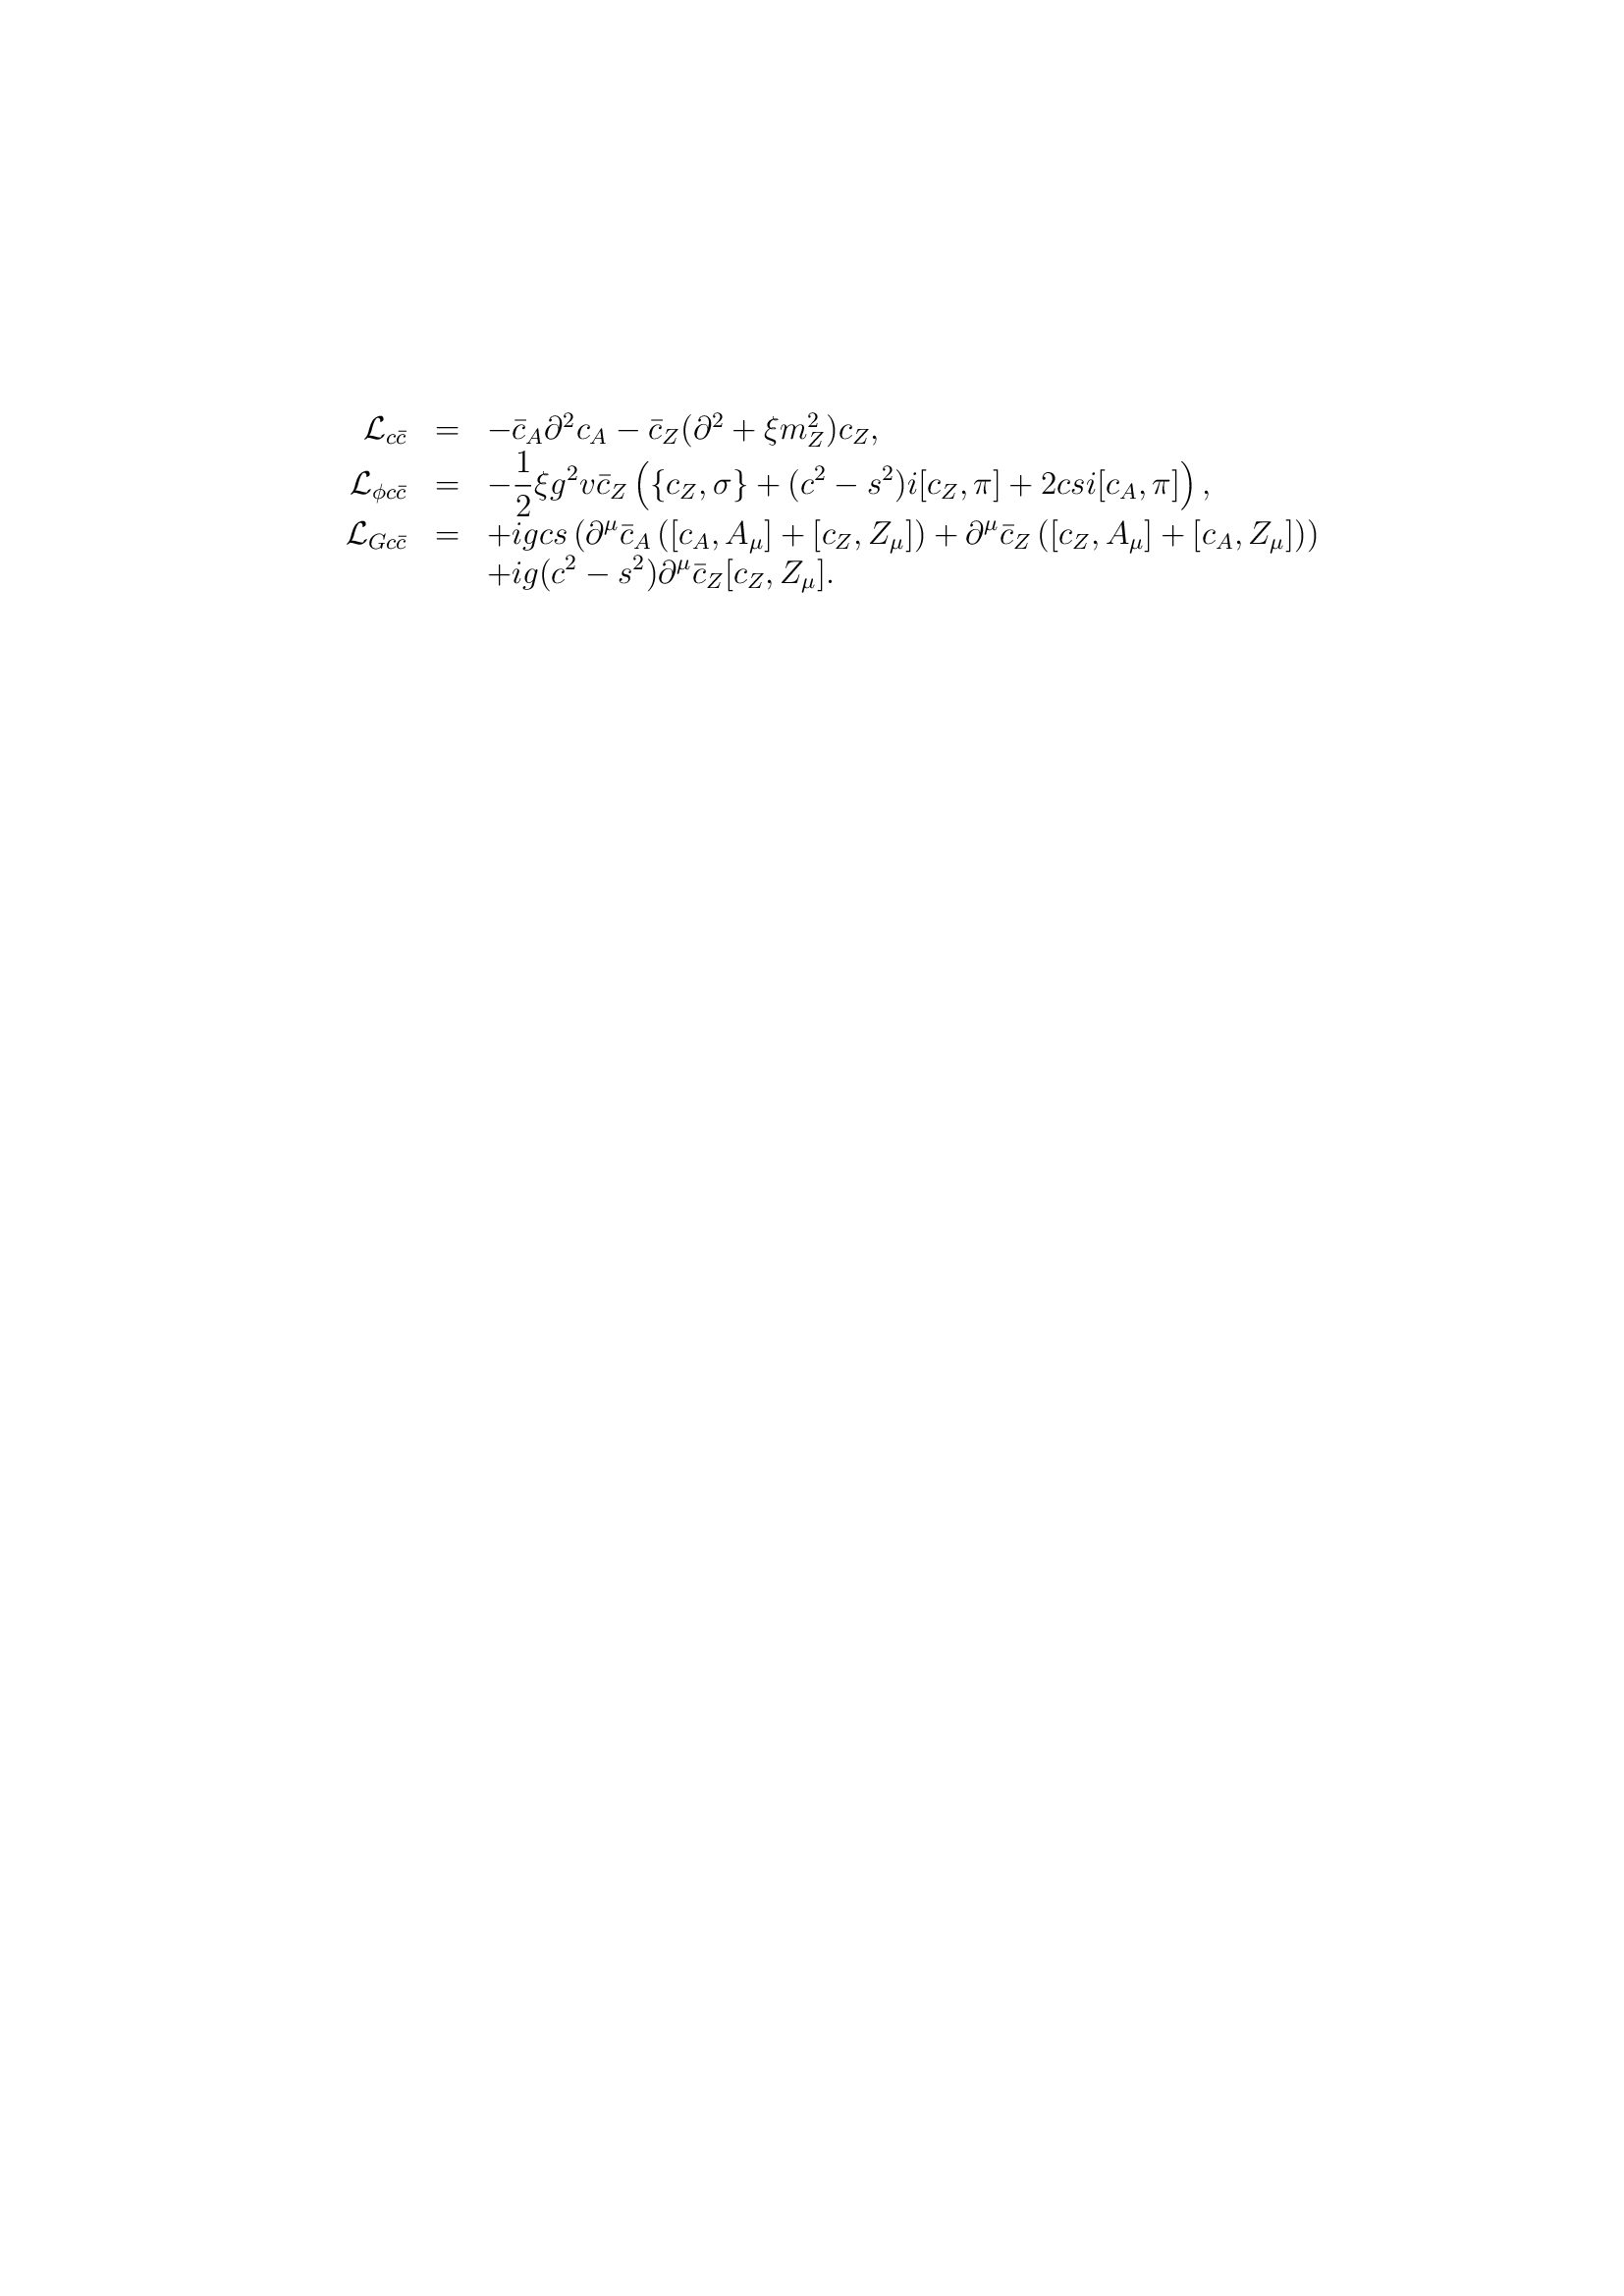 $\mathcal{L}_{c\bar{c}} = -\bar{c}_A \partial^2 c_A - \bar{c}_Z (\partial^2 + \xi m_Z^2) c_Z,$
$\mathcal{L}_{\phi c\bar{c}} = -\frac{1}{2} \xi g^2 v \bar{c}_Z \left( \{c_Z, \sigma\} + (c^2 - s^2) i [c_Z, \pi] + 2csi [c_A, \pi] \right),$
$\mathcal{L}_{Gc\bar{c}} = +igcs \left( \partial^\mu \bar{c}_A \left( [c_A, A_\mu] + [c_Z, Z_\mu] \right) + \partial^\mu \bar{c}_Z \left( [c_Z, A_\mu] + [c_A, Z_\mu] \right) \right)$
$+ig (c^2 - s^2) \partial^\mu \bar{c}_Z [c_Z, Z_\mu].$